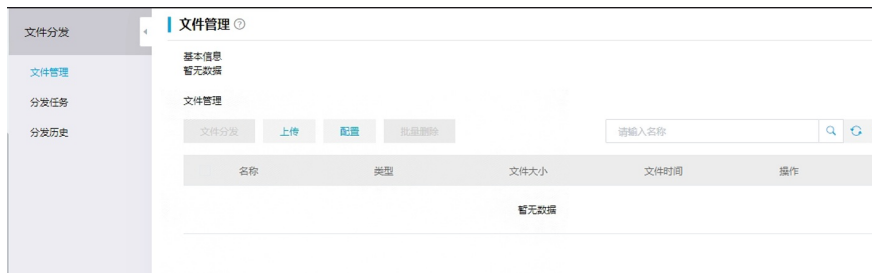 文件分发
文件管理
分发任务
分发历史
文件管理
基本信息
暂无数据
文件管理
文件分发 上传 配置 批量删除 请输入名称
名称 类型 文件大小 文件时间 操作
暂无数据